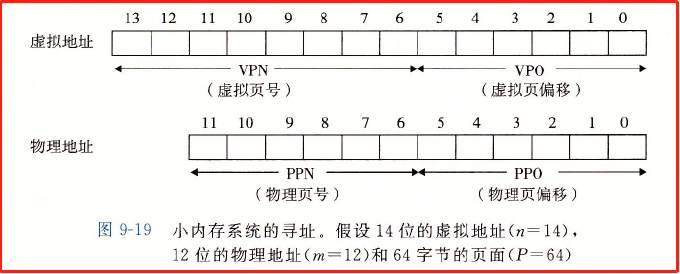 13 12 11 10 9 8 7 6 5 4 3 2 1 0
虚拟地址
VPN VPO
(虚拟页号) (虚拟页偏移)
11 10 9 8 7 6 5 4 3 2 1 0
物理地址
PPN PPO
(物理页号) (物理页偏移)
图 9-19 小内存系统的寻址。假设 14 位的虚拟地址(n=14),
12 位的物理地址(m=12)和 64 字节的页面(P=64)